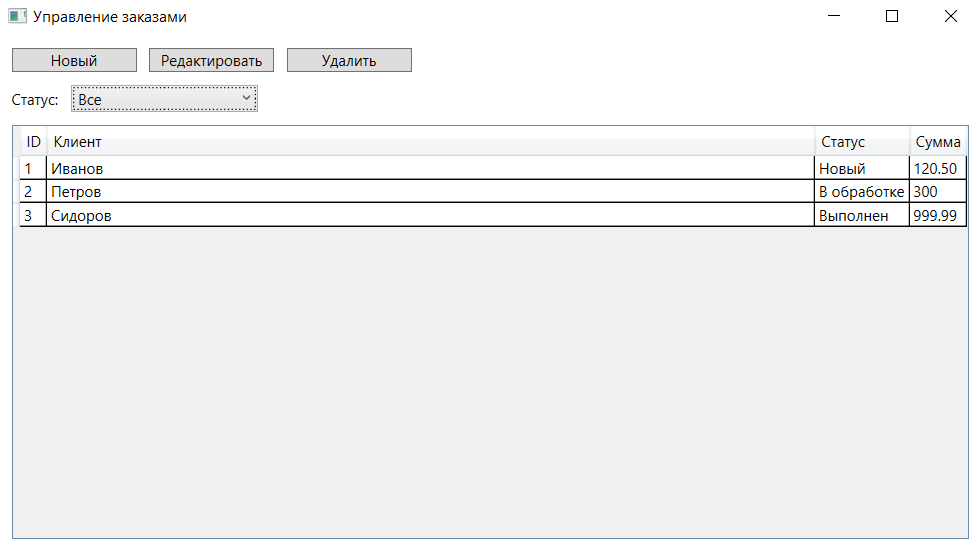 Управление заказами
Новый Редактировать Удалить
Статус: Все
ID Клиент Статус Сумма
1 Иванов Новый 120.50
2 Петров В обработке 300
3 Сидоров Выполнен 999.99